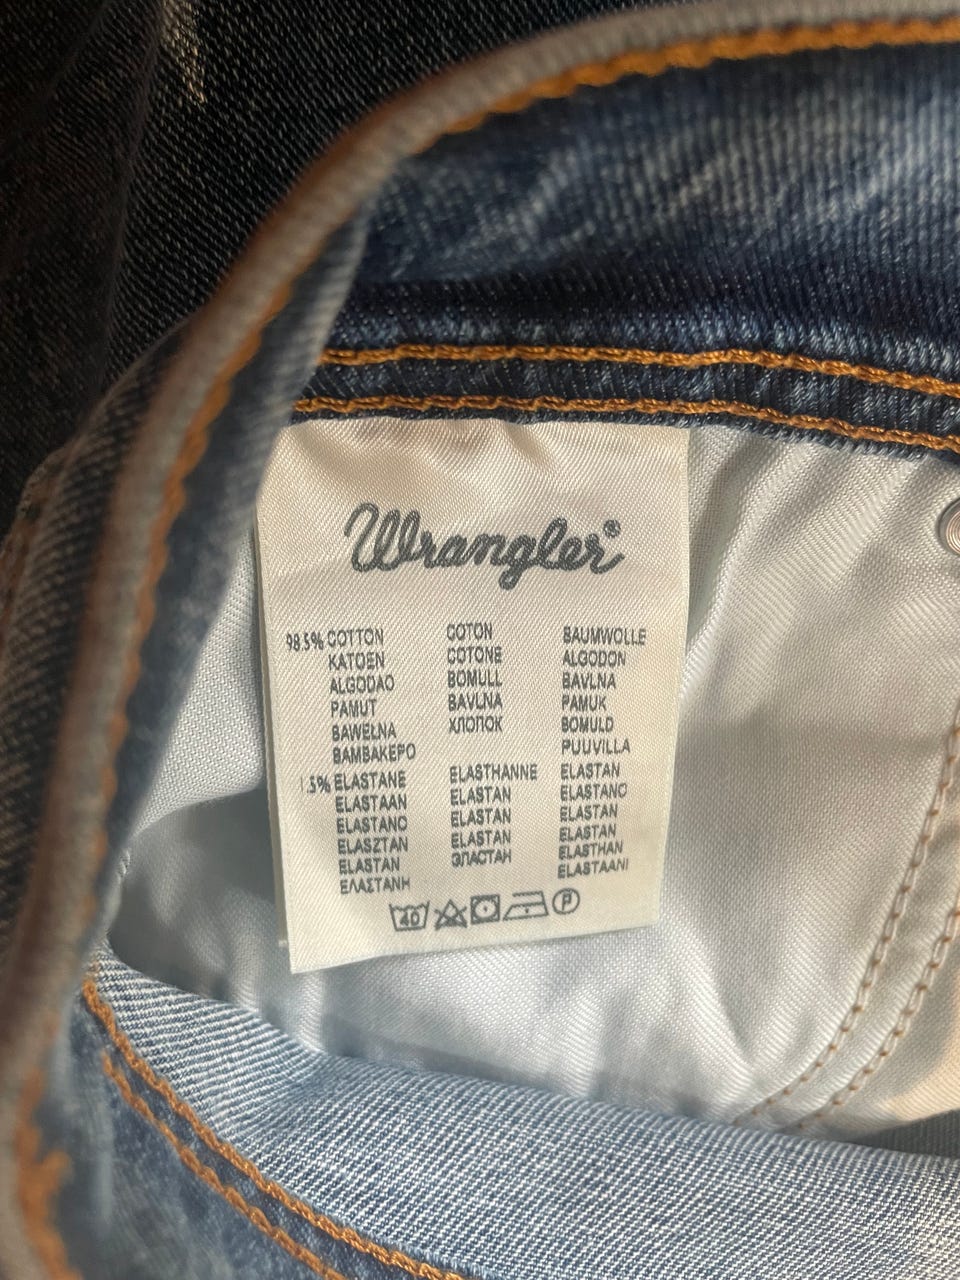 Wrangler®
98.5% COTTON COTON BAUMWOLLE
KATOEN COTONE ALGODON
ALGODAO BOMULL BAVLNA
PAMUT BAVLNA PAMUK
BAWEŁNA ХЛОПОК BOMULD
ΒΑΜΒΑΚΕΡΟ PUUVILLA
1.5% ELASTANE ELASTHANNE ELASTAN
ELASTAAN ELASTAN ELASTANO
ELASTANO ELASTAN ELASTAN
ELASZTAN ELASTAN ELASTAN
ELASTAN ЭЛАСТАН ELASTHAN
ΕΛΑΣΤΑΝΗ ELASTAANI
40 P